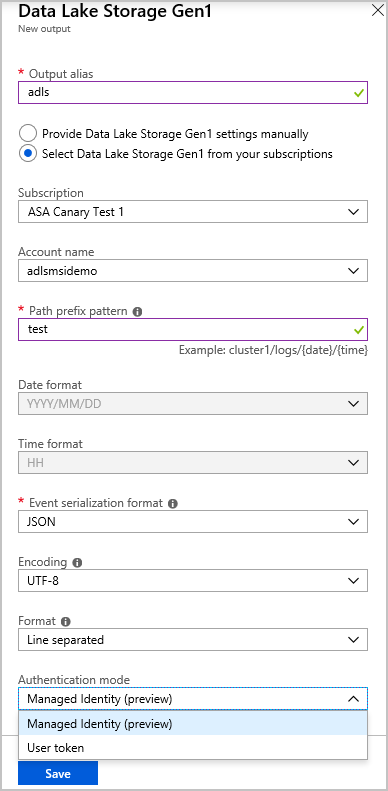 Data Lake Storage Gen1
New output
* Output alias
adls
Provide Data Lake Storage Gen1 settings manually
Select Data Lake Storage Gen1 from your subscriptions
Subscription
ASA Canary Test 1
Account name
adlsmsidemo
* Path prefix pattern
test
Example: cluster1/logs/{date}/{time}
Date format
YYYY/MM/DD
Time format
HH
* Event serialization format
JSON
Encoding
UTF-8
Format
Line separated
Authentication mode
Managed Identity (preview)
Managed Identity (preview)
User token
Save